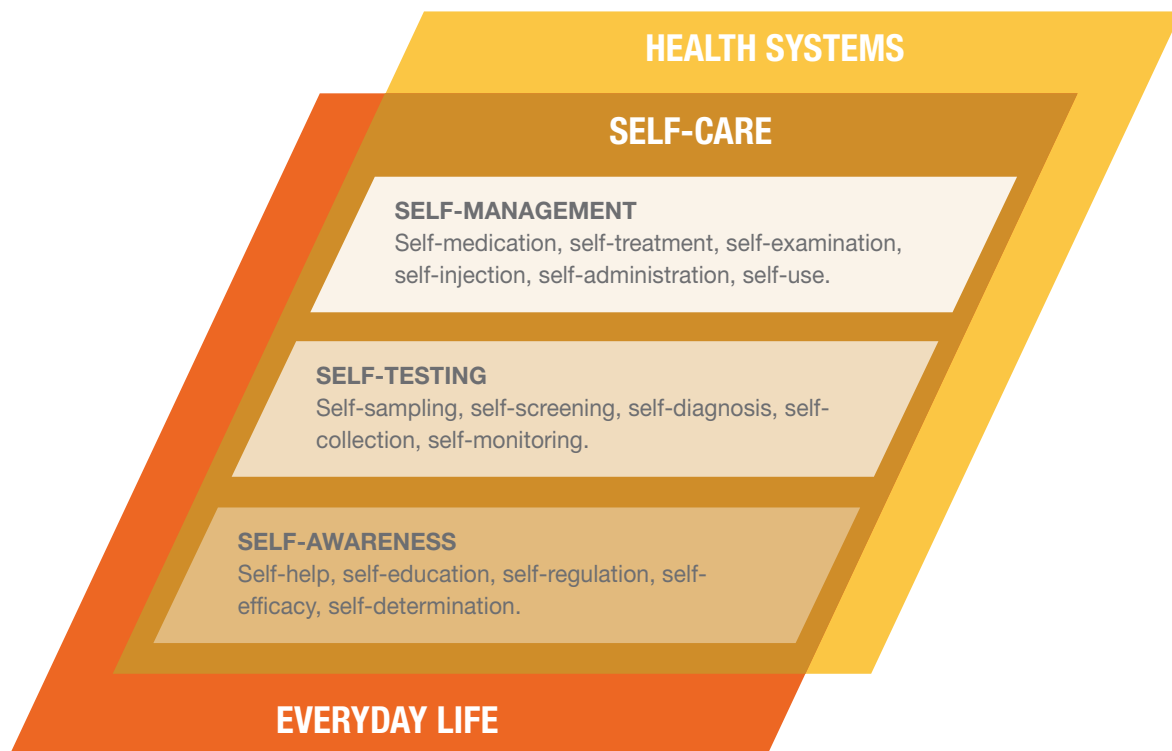 HEALTH SYSTEMS
SELF-CARE
SELF-MANAGEMENT
Self-medication, self-treatment, self-examination,
self-injection, self-administration, self-use.
SELF-TESTING
Self-sampling, self-screening, self-diagnosis, self-
collection, self-monitoring.
SELF-AWARENESS
Self-help, self-education, self-regulation, self-
efficacy, self-determination.
EVERYDAY LIFE